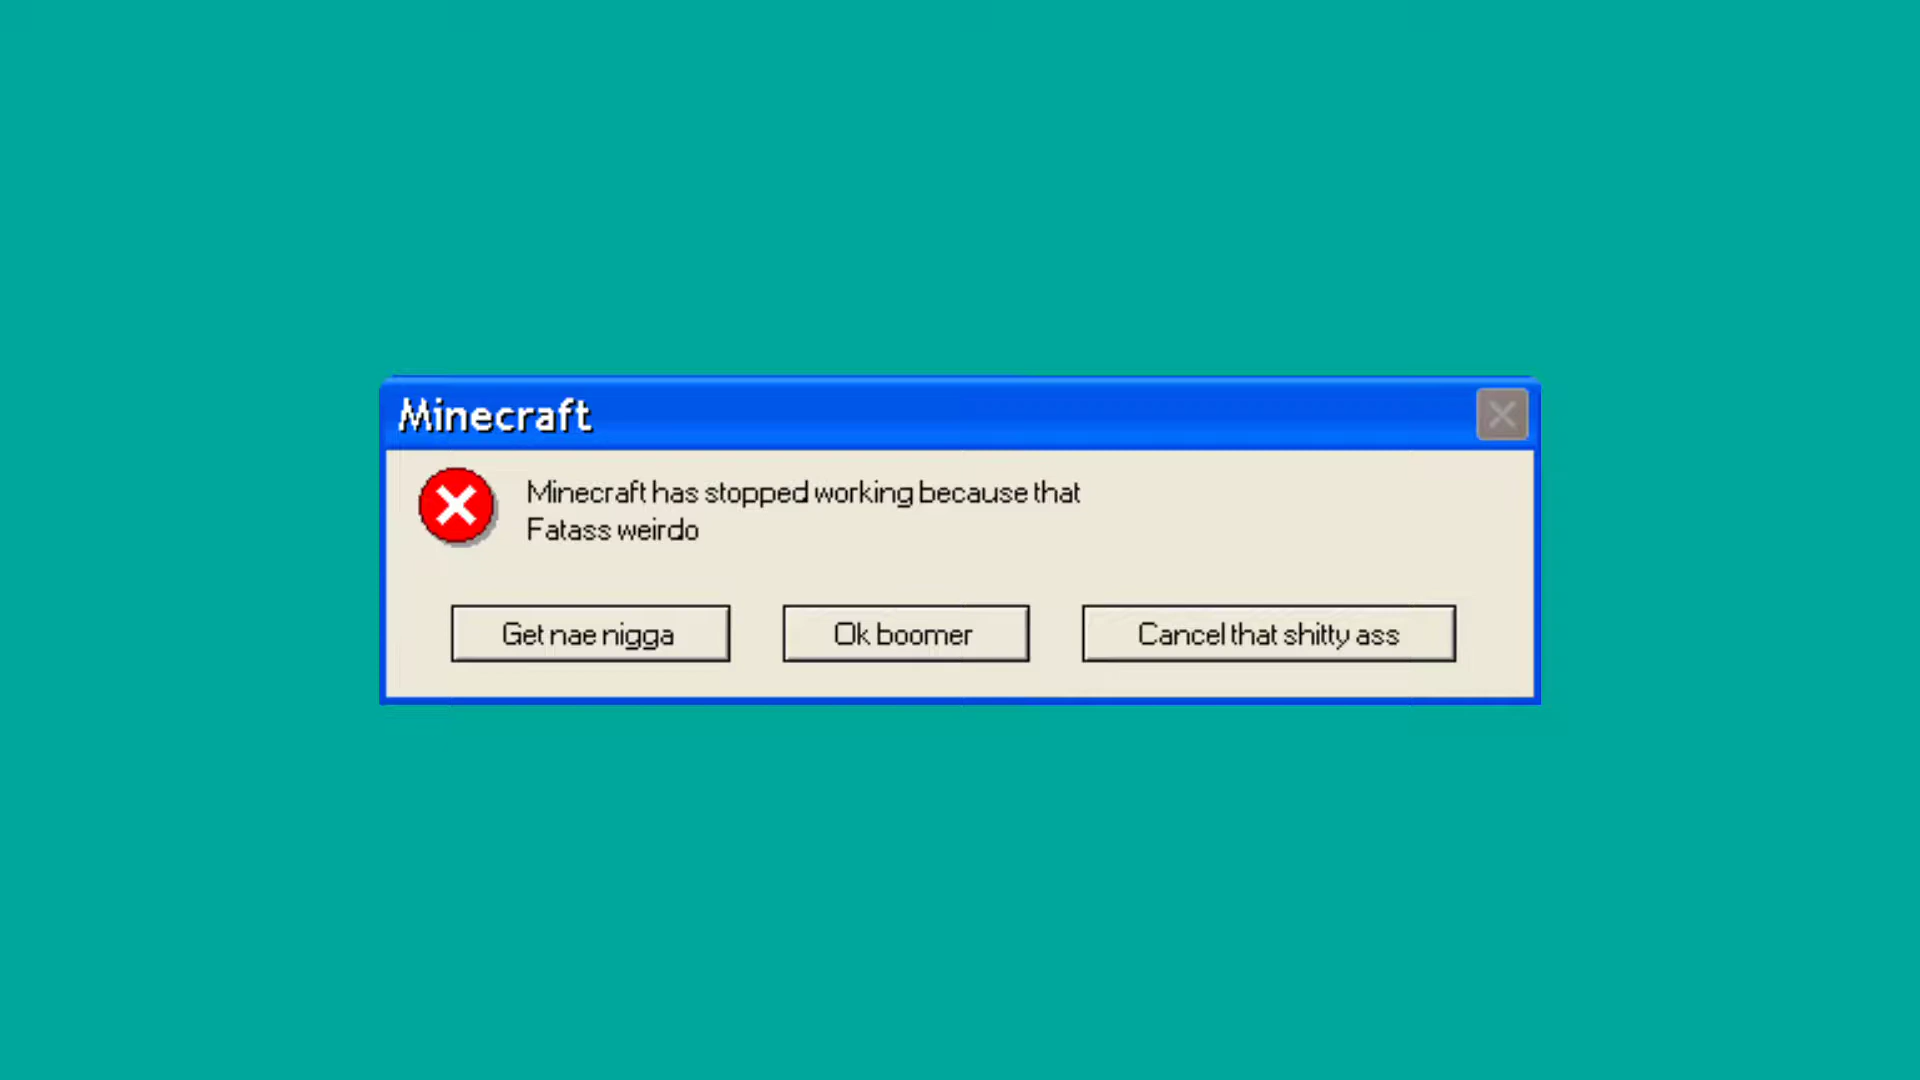 Minecraft
Minecraft has stopped working because that
Fatass weirdo
Get nae nigga
Ok boomer
Cancel that shitty ass